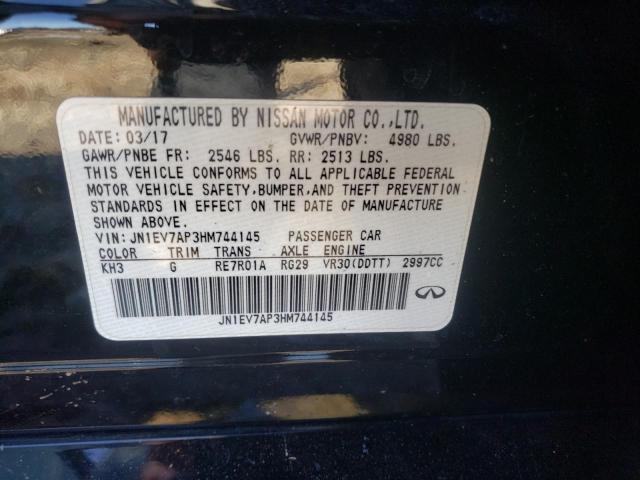 MANUFACTURED BY NISSAN MOTOR CO.,LTD.
DATE: 03/17 GVWR/PNBV: 4980 LBS.
GAWR/PNBE FR: 2546 LBS. RR: 2513 LBS.
THIS VEHICLE CONFORMS TO ALL APPLICABLE FEDERAL
MOTOR VEHICLE SAFETY,BUMPER,AND THEFT PREVENTION
STANDARDS IN EFFECT ON THE DATE OF MANUFACTURE
SHOWN ABOVE.
VIN:JN1EV7AP3HM744145 PASSENGER CAR
COLOR TRIM TRANS AXLE ENGINE
KH3 G RE7R01A RG29 VR30(DDTT) 2997CC
JN1EV7AP3HM744145